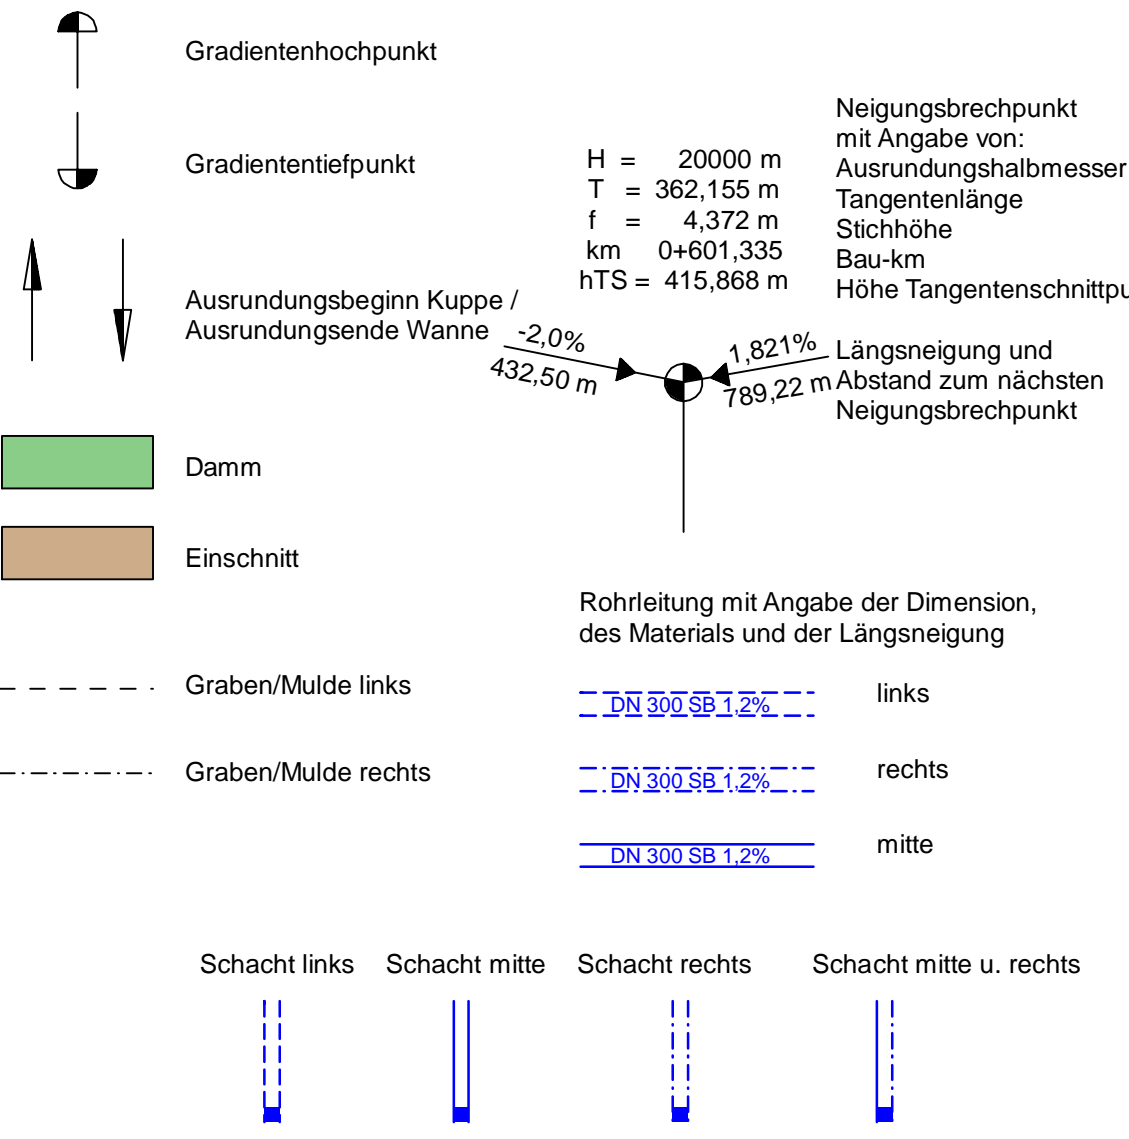 Gradientenhochpunkt
Gradiententiefpunkt
Ausrundungsbeginn Kuppe /
Ausrundungsende Wanne
Damm
Einschnitt
Graben/Mulde links
Graben/Mulde rechts
H = 20000 m
T = 362,155 m
f = 4,372 m
km 0+601,335
hTS = 415,868 m
Neigungsbrechpunkt
mit Angabe von:
Ausrundungshalbmesser
Tangentenlänge
Stichhöhe
Bau-km
Höhe Tangentenschnittpu
-2,0%
432,50 m
1,821%
789,22 m
Längsneigung und
Abstand zum nächsten
Neigungsbrechpunkt
Rohrleitung mit Angabe der Dimension,
des Materials und der Längsneigung
DN 300 SB 1,2%
links
DN 300 SB 1,2%
rechts
DN 300 SB 1,2%
mitte
Schacht links
Schacht mitte
Schacht rechts
Schacht mitte u. rechts